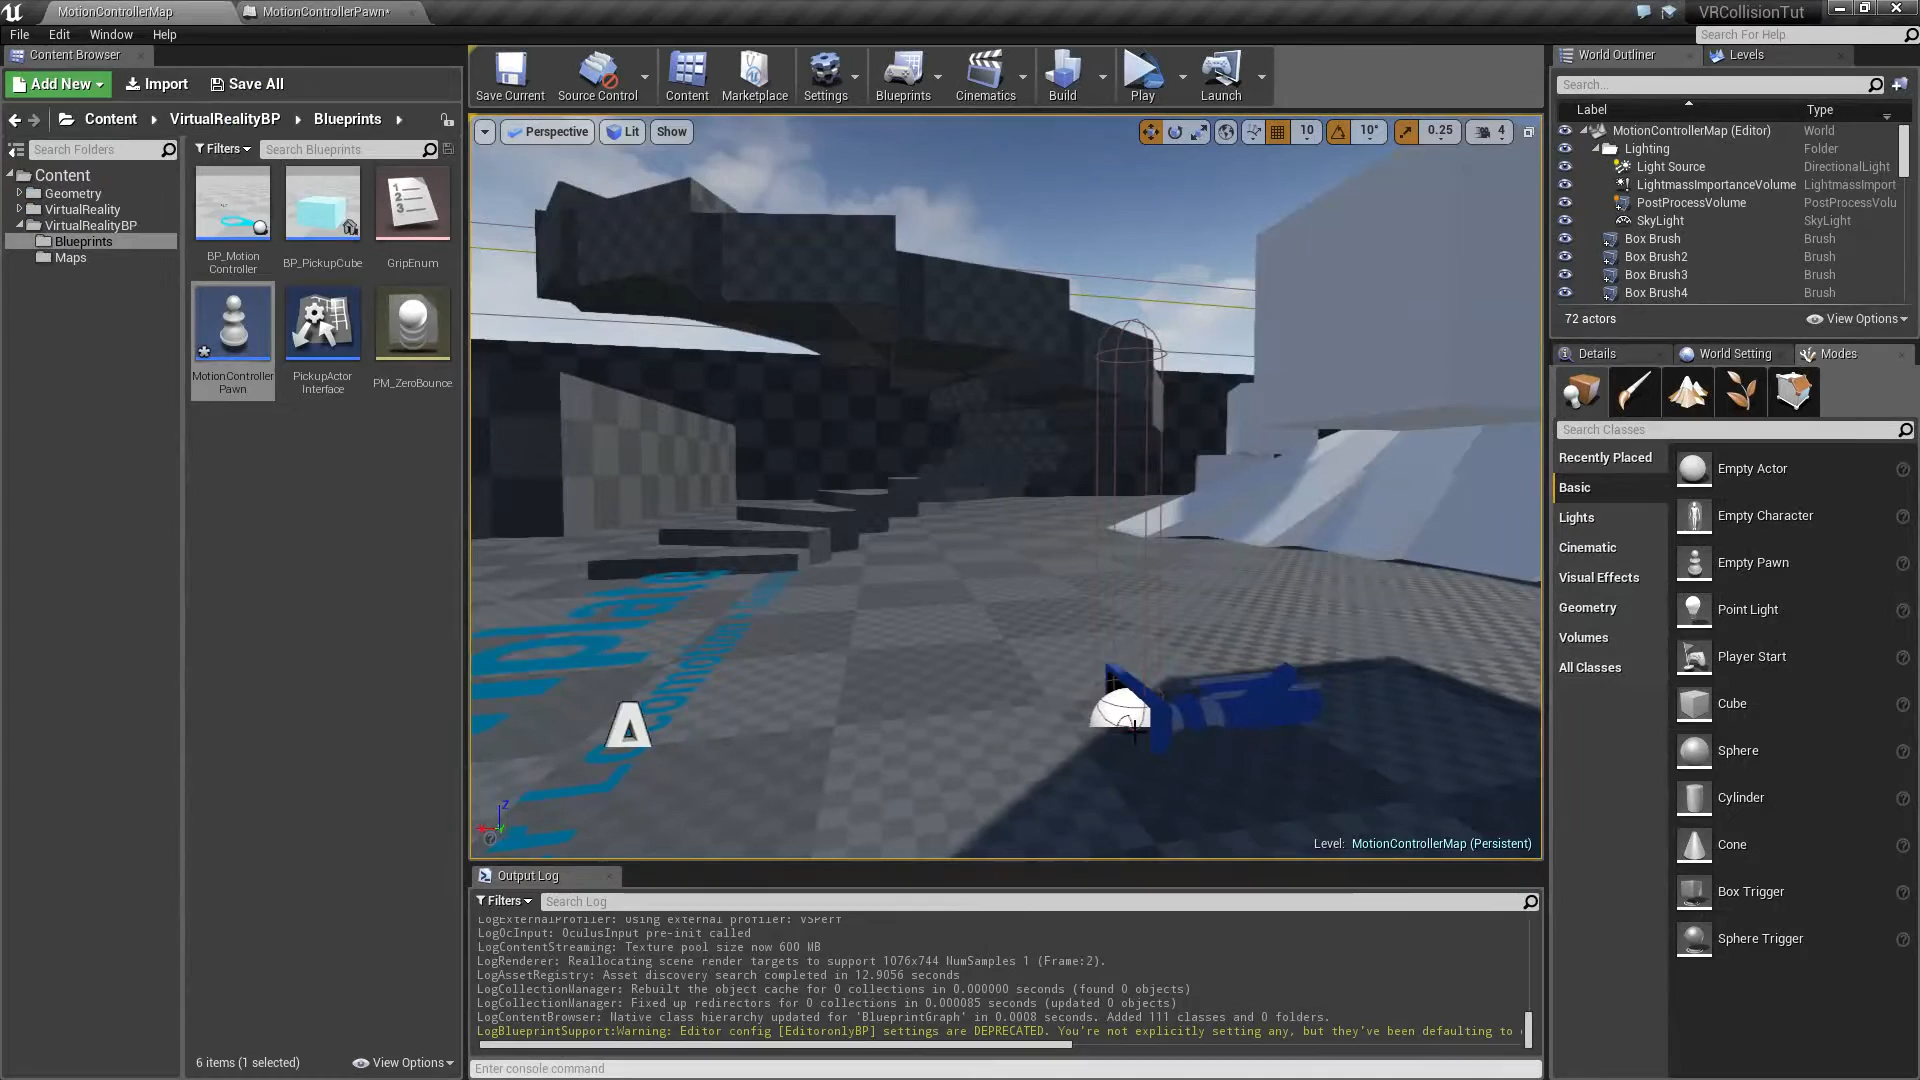 MotionControllerMap
MotionControllerPawn*
VRCollisionTut
File Edit Window Help
Search For Help
Content Browser
Add New
Import
Save All
Content
VirtualRealityBP
Blueprints
Search Folders
Filters
Search Blueprints
Content
Geometry
VirtualReality
VirtualRealityBP
Blueprints
Maps
BP_Motion
Controller
BP_PickupCube
GripEnum
MotionController
Pawn
PickupActor
Interface
PM_ZeroBounce
6 items (1 selected)
View Options
Save Current
Source Control
Content
Marketplace
Settings
Blueprints
Cinematics
Build
Play
Launch
Perspective
Lit
Show
10
10°
0.25
4
Level: MotionControllerMap (Persistent)
Output Log
Filters
Search Log
LogExternalProfiler: Using external profiler: VSPerf
LogOcInput: OculusInput pre-init called
LogContentStreaming: Texture pool size now 600 MB
LogRenderer: Reallocating scene render targets to support 1076x744 NumSamples 1 (Frame:2).
LogAssetRegistry: Asset discovery search completed in 12.9056 seconds
LogCollectionManager: Rebuilt the object cache for 0 collections in 0.000000 seconds (found 0 objects)
LogCollectionManager: Fixed up redirectors for 0 collections in 0.000085 seconds (updated 0 objects)
LogContentBrowser: Native class hierarchy updated for 'BlueprintGraph' in 0.0008 seconds. Added 111 classes and 0 folders.
LogBlueprintSupport:Warning: Editor config [EditoronlyBP] settings are DEPRECATED. You're not explicitly setting any, but they've been defaulting to
Enter console command
World Outliner
Levels
Search...
Label Type
MotionControllerMap (Editor) World
Lighting Folder
Light Source DirectionalLight
LightmassImportanceVolume LightmassImport
PostProcessVolume PostProcessVolu
SkyLight SkyLight
Box Brush Brush
Box Brush2 Brush
Box Brush3 Brush
Box Brush4 Brush
72 actors
View Options
Details
World Setting
Modes
Search Classes
Recently Placed
Basic
Lights
Cinematic
Visual Effects
Geometry
Volumes
All Classes
Empty Actor
Empty Character
Empty Pawn
Point Light
Player Start
Cube
Sphere
Cylinder
Cone
Box Trigger
Sphere Trigger